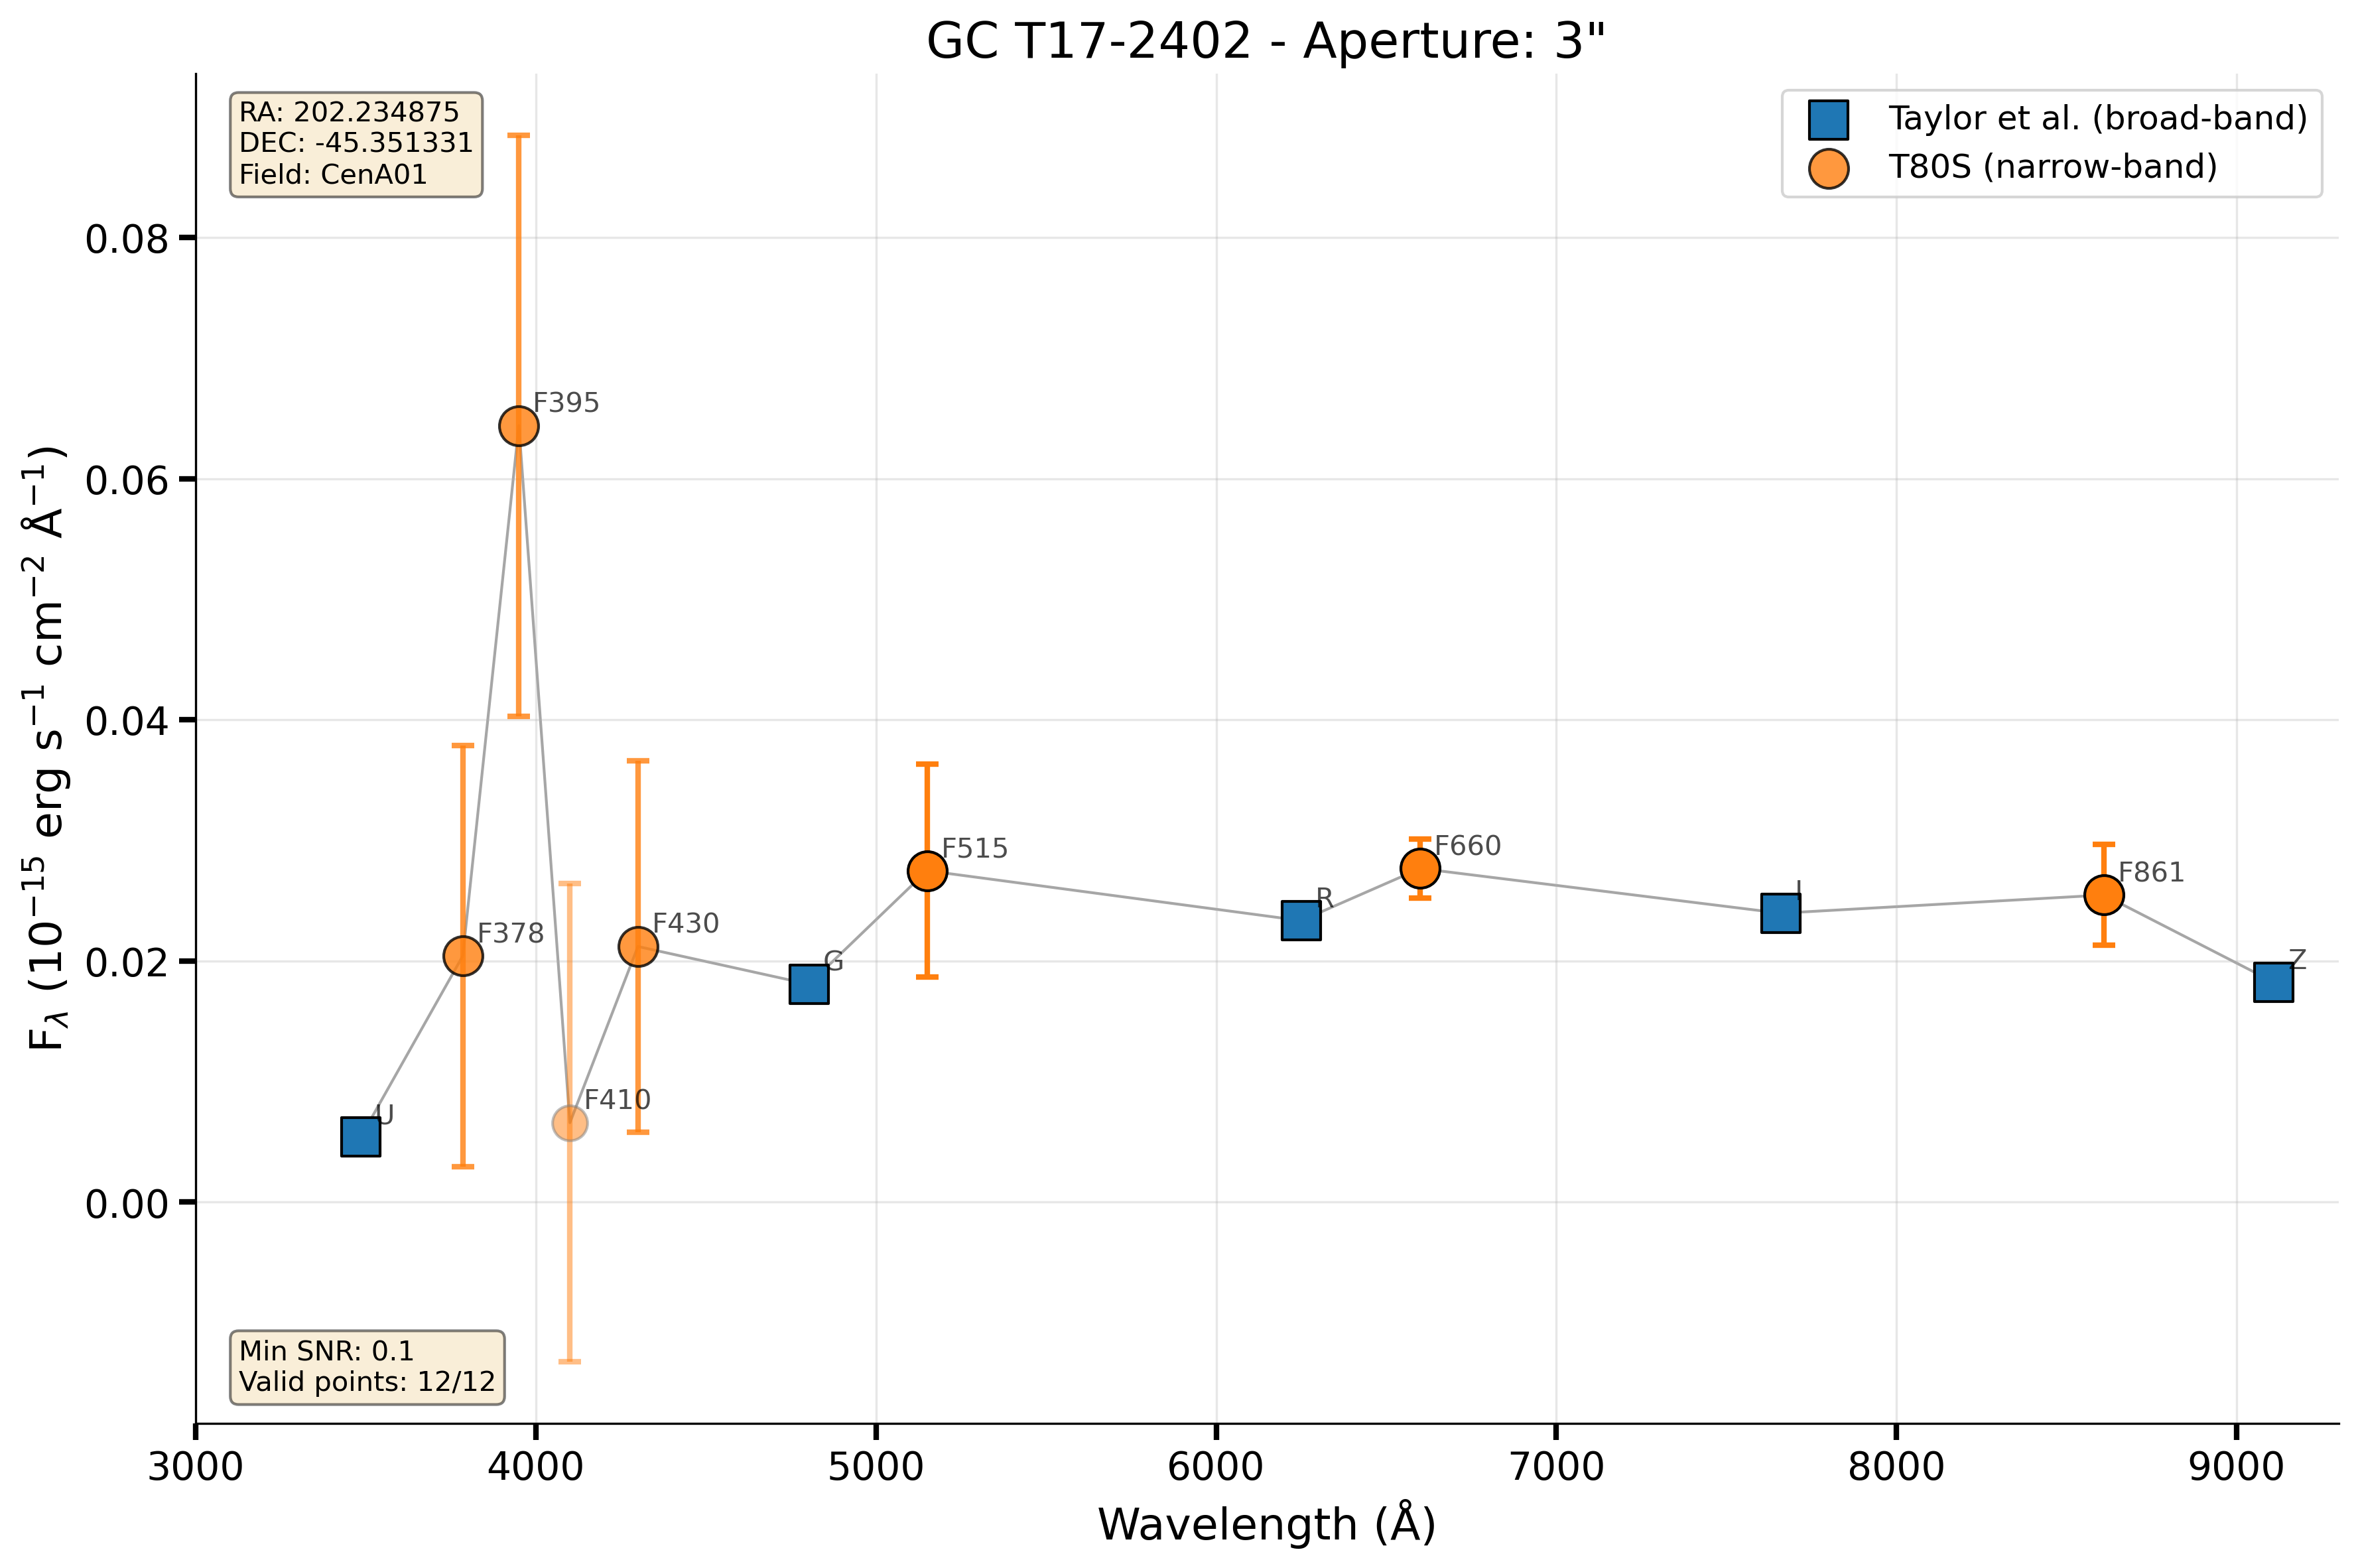 GC T17-2402 - Aperture: 3"
RA: 202.234875
DEC: -45.351331
Field: CenA01
Taylor et al. (broad-band)
T80S (narrow-band)
F_λ (10⁻¹⁵ erg s⁻¹ cm⁻² Å⁻¹)
0.08
0.06
0.04
0.02
0.00
U
F378
F395
F410
F430
G
F515
R
F660
I
F861
Z
Min SNR: 0.1
Valid points: 12/12
3000
4000
5000
6000
7000
8000
9000
Wavelength (Å)